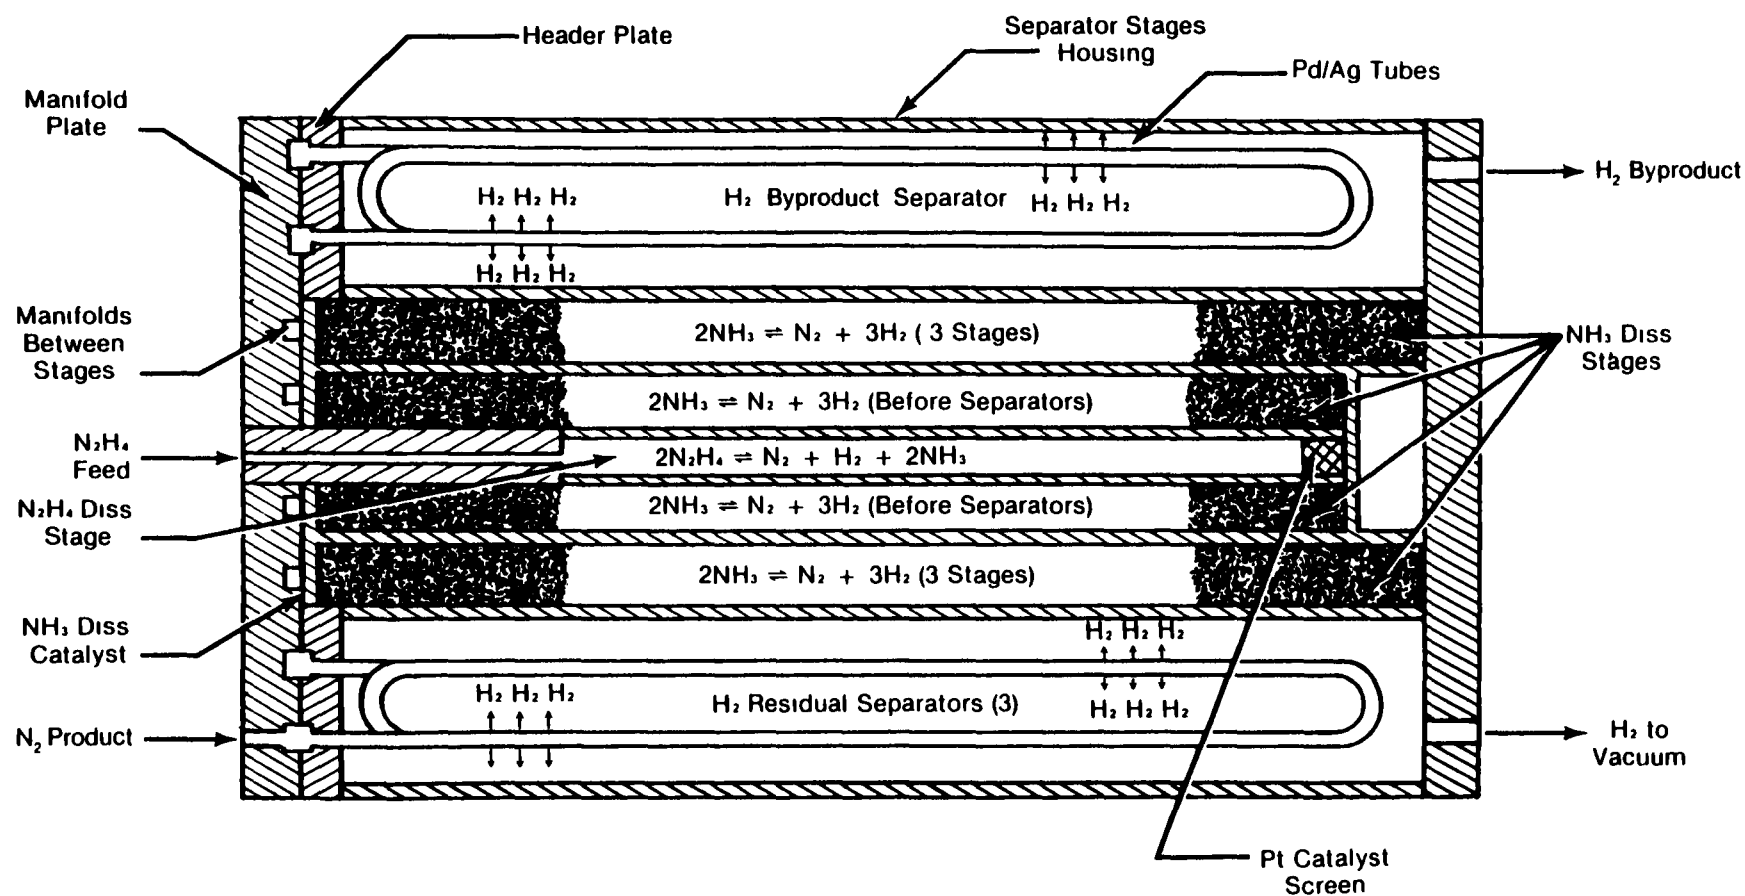 Header Plate
Separator Stages
Housing
Pd/Ag Tubes
Manifold
Plate
H₂ Byproduct
H₂ H₂ H₂
H₂ Byproduct Separator
H₂ H₂ H₂
H₂ H₂ H₂
Manifolds
Between
Stages
2NH₃ ⇌ N₂ + 3H₂ ( 3 Stages)
NH₃ Diss
Stages
2NH₃ ⇌ N₂ + 3H₂ (Before Separators)
N₂H₄
Feed
2N₂H₄ ⇌ N₂ + H₂ + 2NH₃
N₂H₄ Diss
Stage
2NH₃ ⇌ N₂ + 3H₂ (Before Separators)
2NH₃ ⇌ N₂ + 3H₂ (3 Stages)
NH₃ Diss
Catalyst
H₂ H₂ H₂
H₂ H₂ H₂
H₂ Residual Separators (3)
H₂ H₂ H₂
N₂ Product
H₂ to
Vacuum
Pt Catalyst
Screen